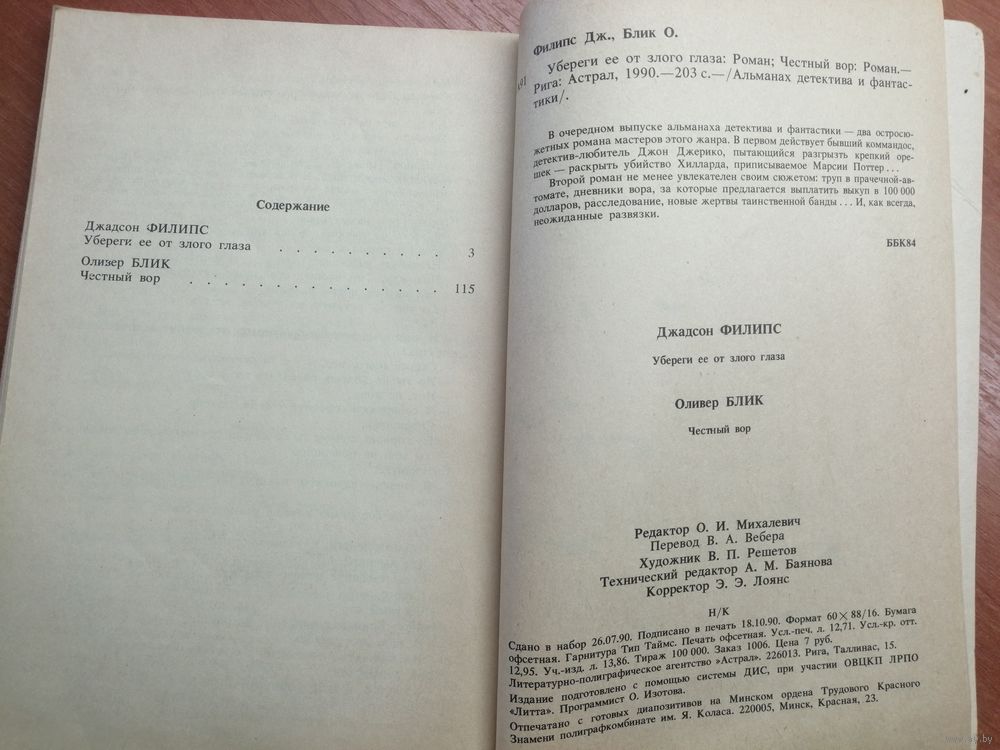 Содержание
Джадсон ФИЛИПС
Убереги ее от злого глаза . . . . . . . . . 3
Оливер БЛИК
Честный вор . . . . . . . . . . . . . . 115
Филипс Дж., Блик О.
Убереги ее от злого глаза: Роман; Честный вор: Роман.—
Рига: Астрал, 1990.—203 с.—/Альманах детектива и фантас-
тики/.
В очередном выпуске альманаха детектива и фантастики — два остросю-
жетных романа мастеров этого жанра. В первом действует бывший коммандос,
детектив-любитель Джон Джерико, пытающийся разгрызть крепкий оре-
шек — раскрыть убийство Хилларда, приписываемое Марсии Поттер...
Второй роман не менее увлекателен своим сюжетом: труп в прачечной-ав-
томате, дневники вора, за которые предлагается выплатить выкуп в 100 000
долларов, расследование, новые жертвы таинственной банды... И, как всегда,
неожиданные развязки.
ББК84
Джадсон ФИЛИПС
Убереги ее от злого глаза
Оливер БЛИК
Честный вор
Редактор О. И. Михалевич
Перевод В. А. Вебера
Художник В. П. Решетов
Технический редактор А. М. Баянова
Корректор Э. Э. Лоянс
Н/К
Сдано в набор 26.07.90. Подписано в печать 18.10.90. Формат 60×88/16. Бумага
офсетная. Гарнитура Тип Таймс. Печать офсетная. Усл.-печ. л. 12,71. Усл.-кр. отт.
12,95. Уч.-изд. л. 13,86. Тираж 100 000. Заказ 1006. Цена 7 руб.
Литературно-полиграфическое агентство »Астрал». 226013. Рига, Таллинас, 15.
Издание подготовлено с помощью системы ДИС, при участии ОВЦКП ЛРПО
«Литта». Программист О. Изотова.
Отпечатано с готовых диапозитивов на Минском ордена Трудового Красного
Знамени полиграфкомбинате им. Я. Коласа. 220005, Минск, Красная, 23.